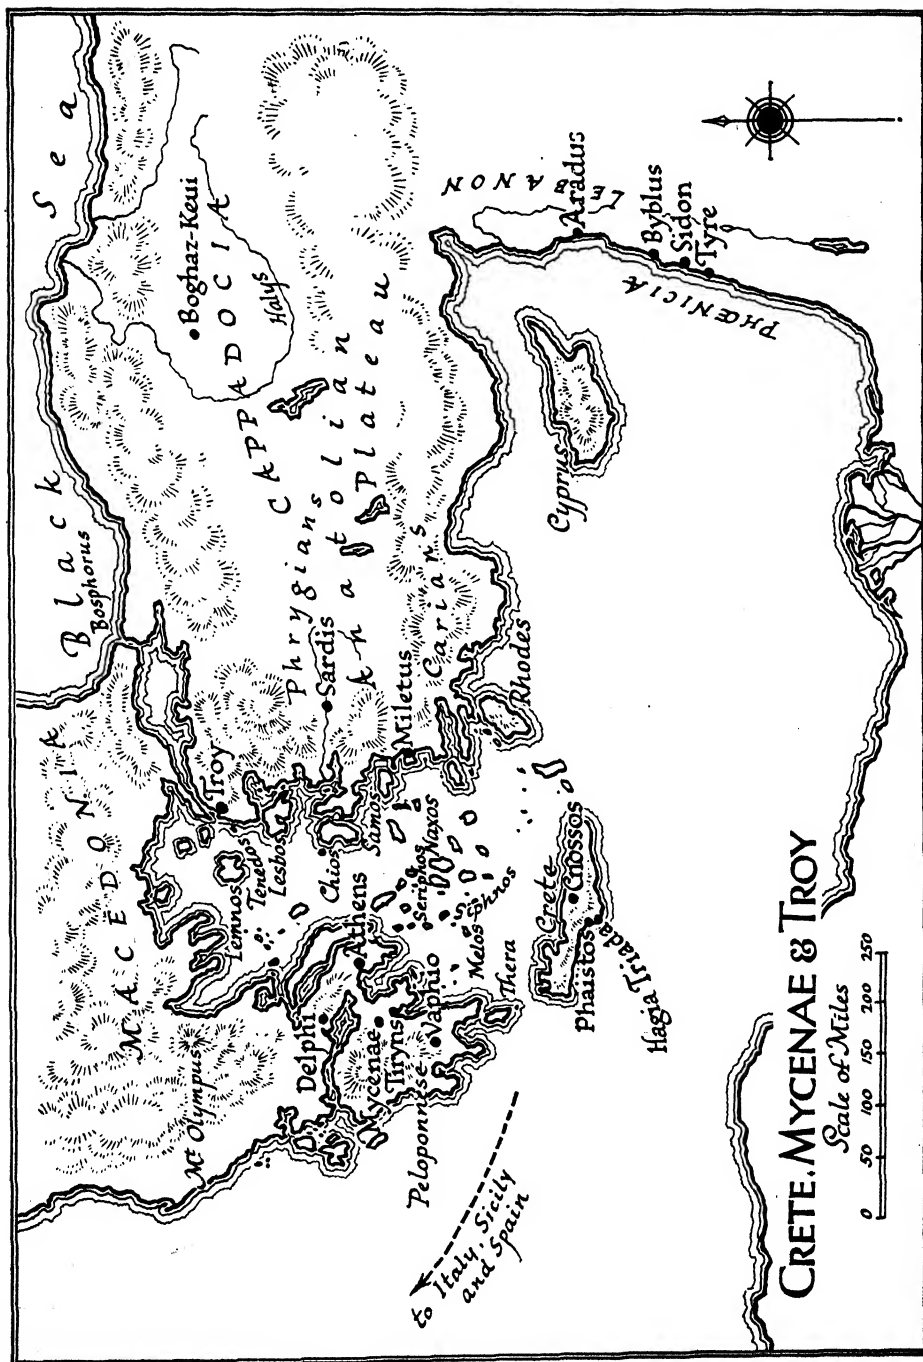 Black Sea
Bosphorus
MACEDONIA
Mt Olympus
Boghaz-Keui
CAPPADOCIA
Halys
Phrygians
Anatolian
Plateau
Sardis
Carians
Miletus
Troy
Lemnos
Tenedos
Lesbos
Chios
Samos
Delphi
Athens
Mycenae
Tiryns
Vaphio
Peloponnese
Seriphos
Naxos
Siphnos
Melos
Thera
Rhodes
Crete
Cnossos
Phaistos
Hagia Triada
Cyprus
LEBANON
Aradus
Byblus
Sidon
Tyre
PHŒNICIA
to Italy, Sicily
and Spain
CRETE, MYCENAE & TROY
Scale of Miles
0 50 100 150 200 250